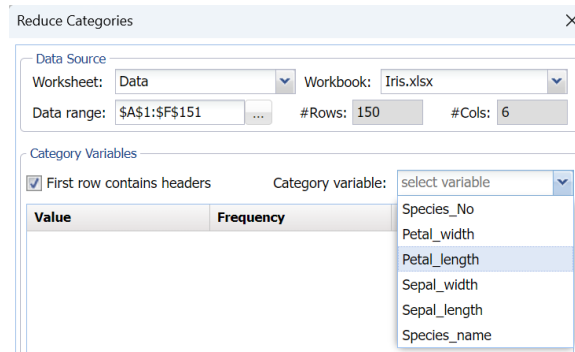 Reduce Categories
Data Source
Worksheet: Data Workbook: Iris.xlsx
Data range: $A$1:$F$151 ... #Rows: 150 #Cols: 6
Category Variables
First row contains headers Category variable: select variable
Value Frequency
Species_No
Petal_width
Petal_length
Sepal_width
Sepal_length
Species_name